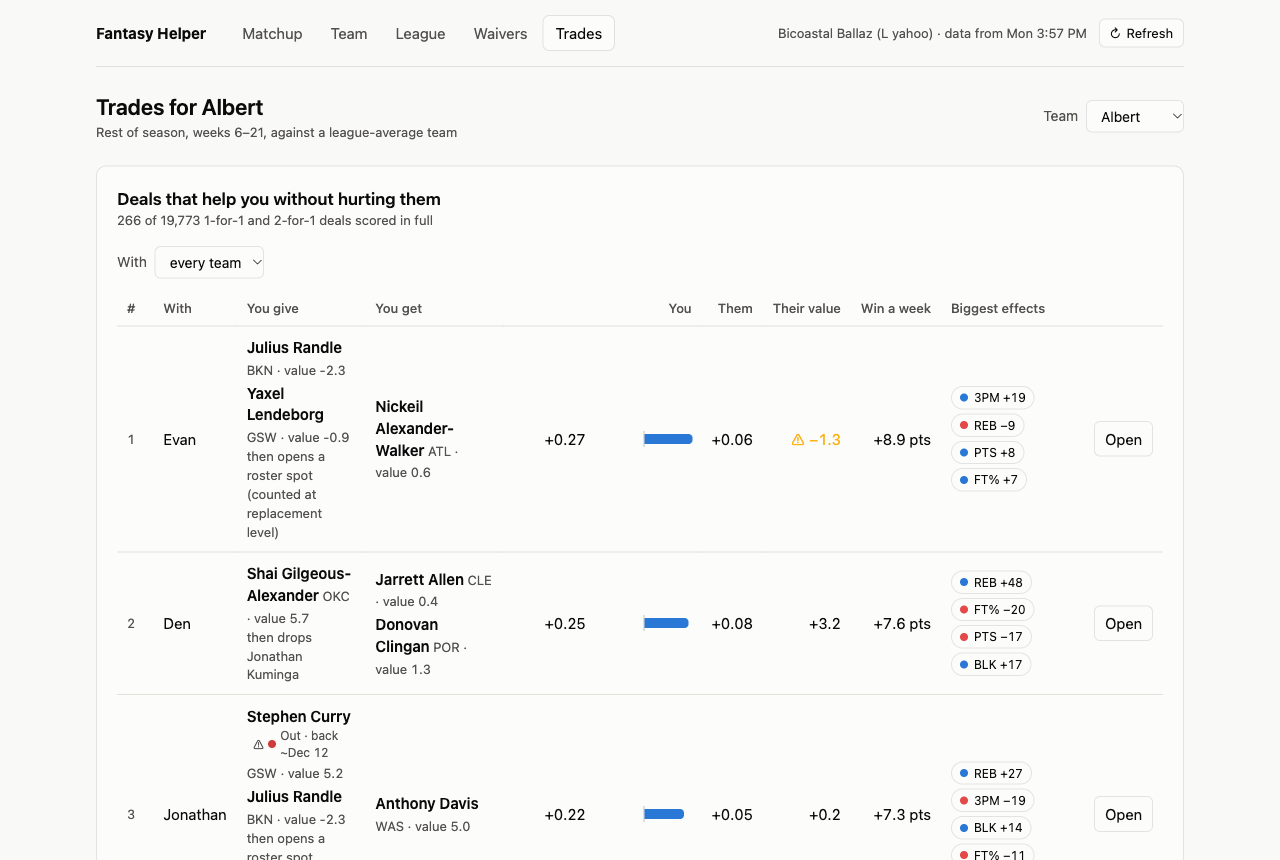 Fantasy Helper Matchup Team League Waivers Trades Bicoastal Ballaz (L yahoo) · data from Mon 3:57 PM Refresh
Trades for Albert
Rest of season, weeks 6–21, against a league-average team
Team Albert
Deals that help you without hurting them
266 of 19,773 1-for-1 and 2-for-1 deals scored in full
With every team
# With You give You get You Them Their value Win a week Biggest effects
1
Evan
Julius Randle
BKN · value -2.3
Yaxel
Lendeborg
GSW · value -0.9
then opens a
roster spot
(counted at
replacement
level)
Nickeil
Alexander-
Walker ATL ·
value 0.6
+0.27
+0.06
−1.3
+8.9 pts
3PM +19
REB −9
PTS +8
FT% +7
Open
2
Den
Shai Gilgeous-
Alexander OKC
· value 5.7
then drops
Jonathan
Kuminga
Jarrett Allen CLE
· value 0.4
Donovan
Clingan POR ·
value 1.3
+0.25
+0.08
+3.2
+7.6 pts
REB +48
FT% −20
PTS −17
BLK +17
Open
3
Jonathan
Stephen Curry
Out · back
~Dec 12
GSW · value 5.2
Julius Randle
BKN · value -2.3
then opens a
roster spot
Anthony Davis
WAS · value 5.0
+0.22
+0.05
+0.2
+7.3 pts
REB +27
3PM −19
BLK +14
FT% −11
Open